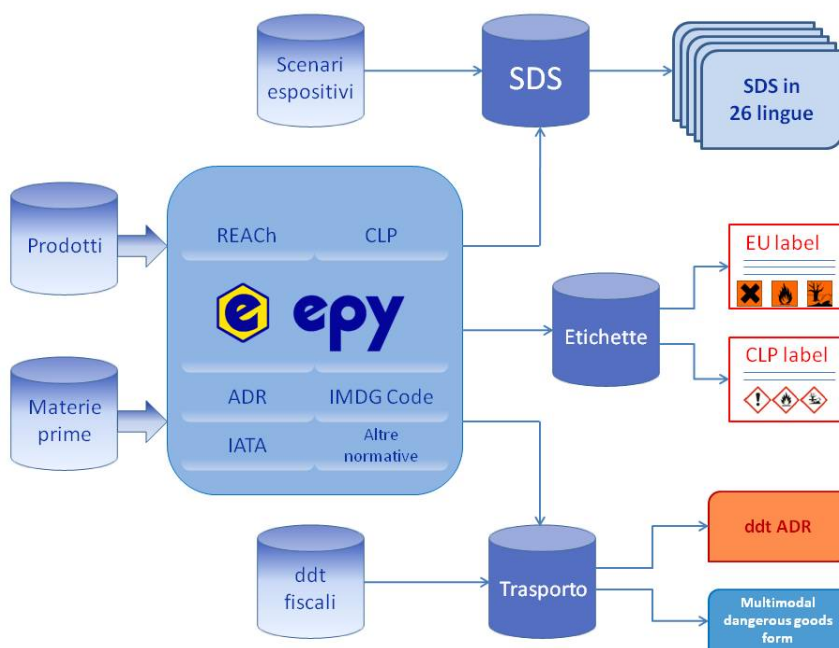 Scenari
espositivi
SDS
SDS in
26 lingue
Prodotti
REACh
CLP
e epy
EU label
Etichette
CLP label
Materie
prime
ADR
IMDG Code
IATA
Altre
normative
ddt
fiscali
Trasporto
ddt ADR
Multimodal
dangerous goods
form